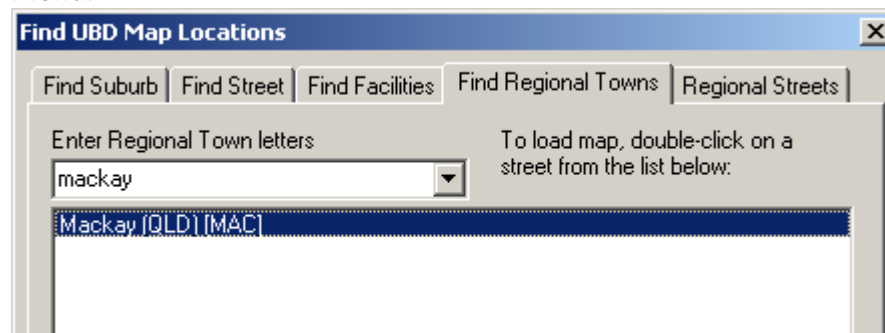 Find UBD Map Locations
Find Suburb Find Street Find Facilities Find Regional Towns Regional Streets
Enter Regional Town letters
To load map, double-click on a
street from the list below:
mackay
Mackay (QLD) [MAC]